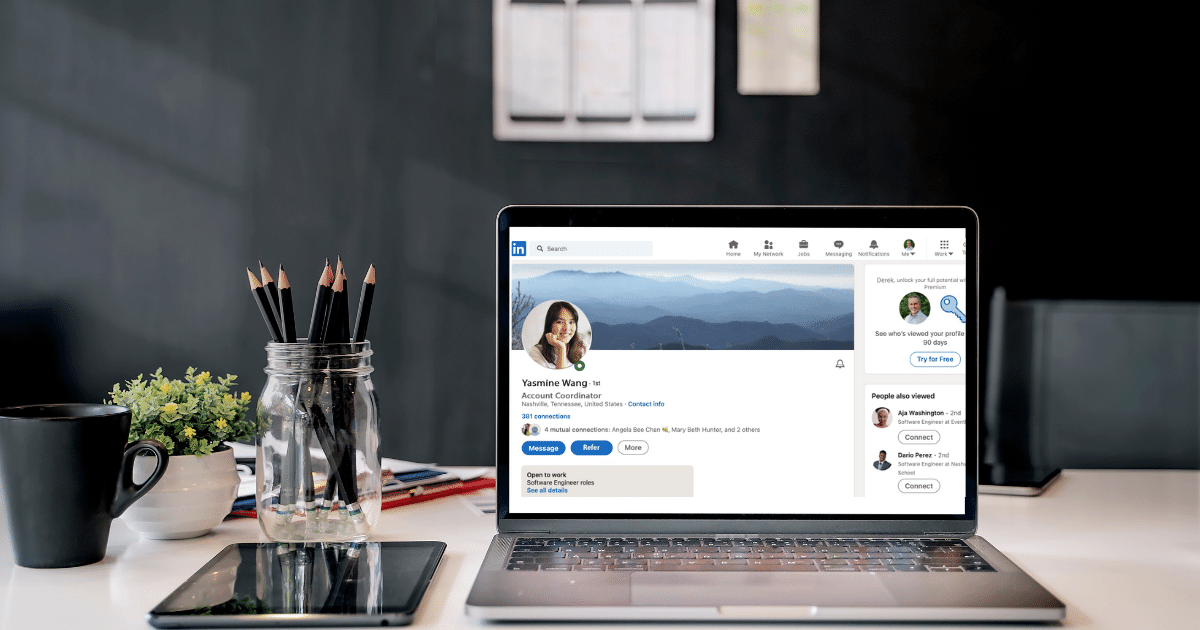 in
Search
Home
My Network
Jobs
Messaging
Notifications
Me
Work
Derek, unlock your full potential wi
Premium
See who's viewed your profile
90 days
Try for Free
Yasmine Wang · 1st
Account Coordinator
Nashville, Tennessee, United States · Contact info
381 connections
4 mutual connections: Angela Bee Chan, Mary Beth Hunter, and 2 others
Message
Refer
More
Open to work
Software Engineer roles
See all details
People also viewed
Aja Washington · 2nd
Software Engineer at Event
Connect
Dario Perez · 2nd
Software Engineer at Nash
School
Connect